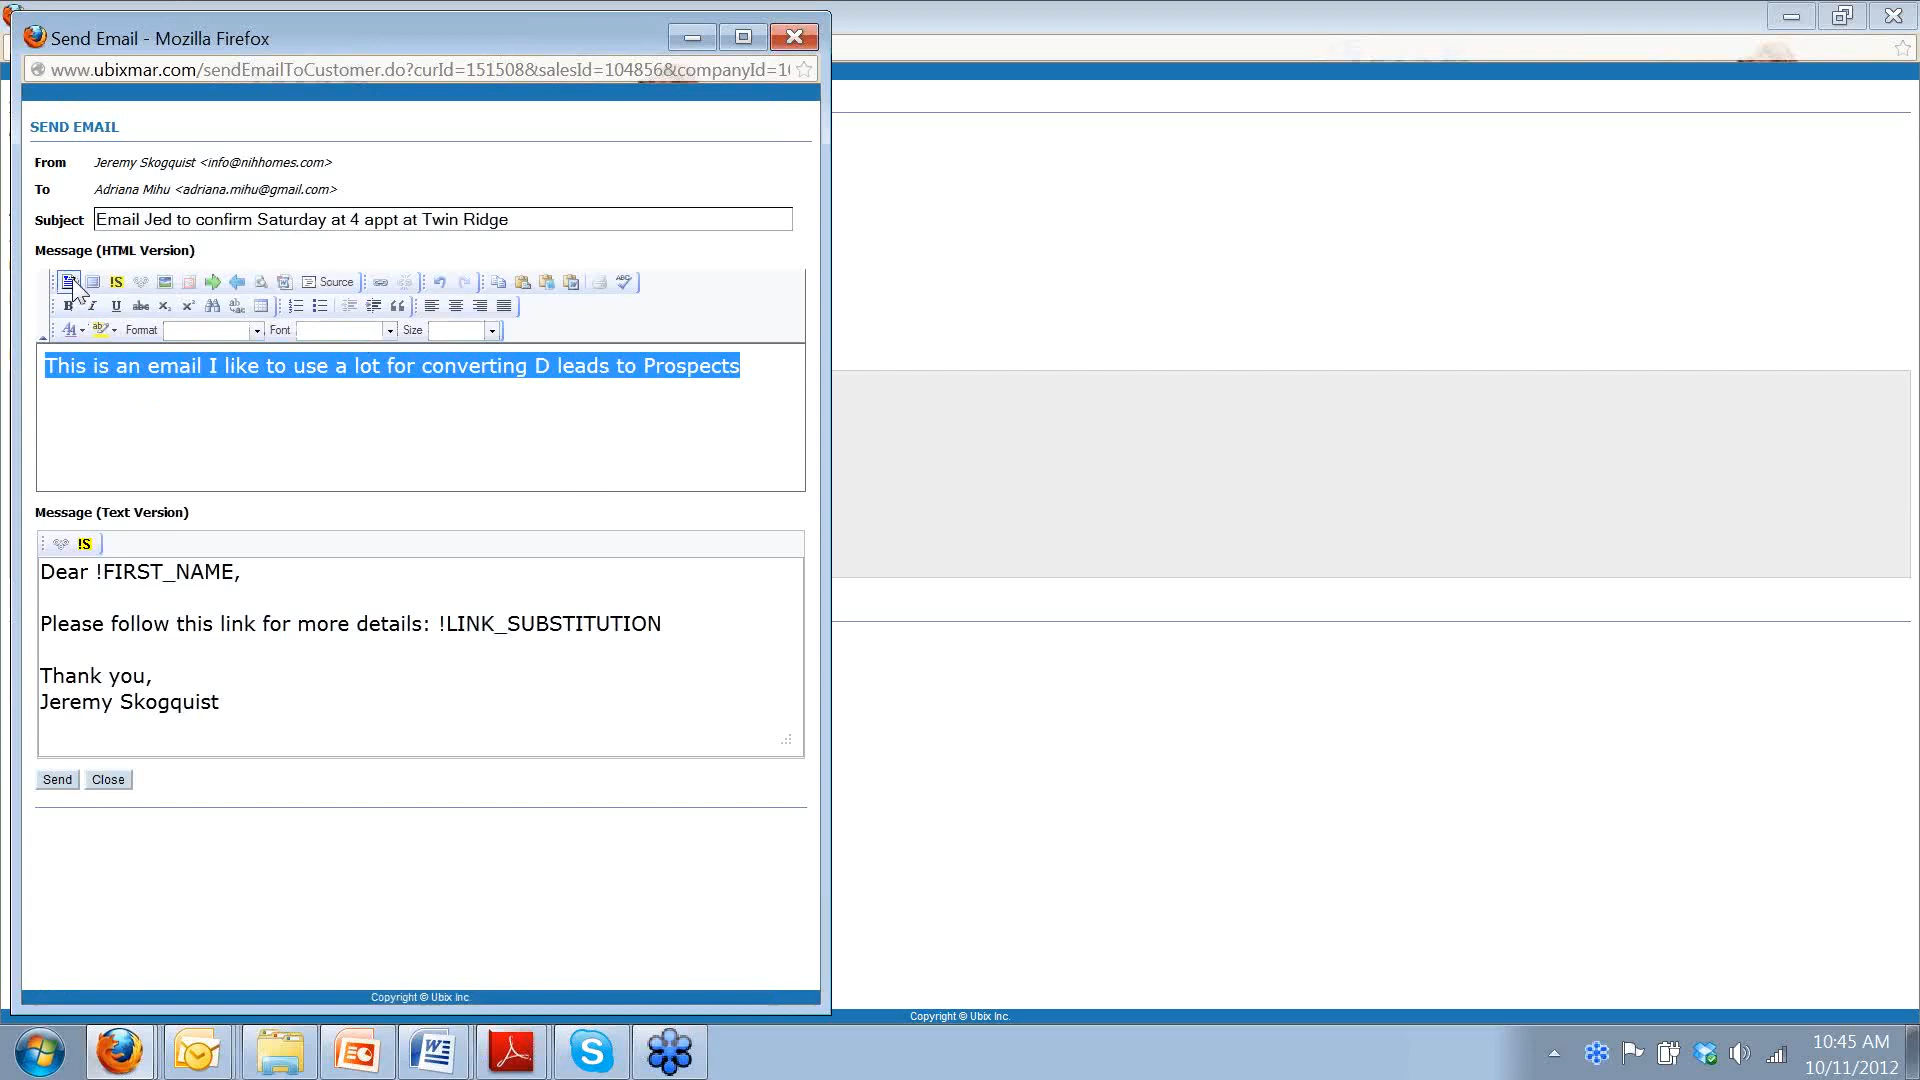 Send Email - Mozilla Firefox
www.ubixmar.com/sendEmailToCustomer.do?curId=151508&salesId=104856&companyId=1
SEND EMAIL
From Jeremy Skogquist <info@nihhomes.com>
To Adriana Mihu <adriana.mihu@gmail.com>
Subject Email Jed to confirm Saturday at 4 appt at Twin Ridge
Message (HTML Version)
!S Source ABC
B I U abc X₂ X²
Format Font Size
This is an email I like to use a lot for converting D leads to Prospects
Message (Text Version)
!S
Dear !FIRST_NAME,
Please follow this link for more details: !LINK_SUBSTITUTION
Thank you,
Jeremy Skogquist
Send Close
Copyright © Ubix Inc.
Copyright © Ubix Inc.
10:45 AM
10/11/2012